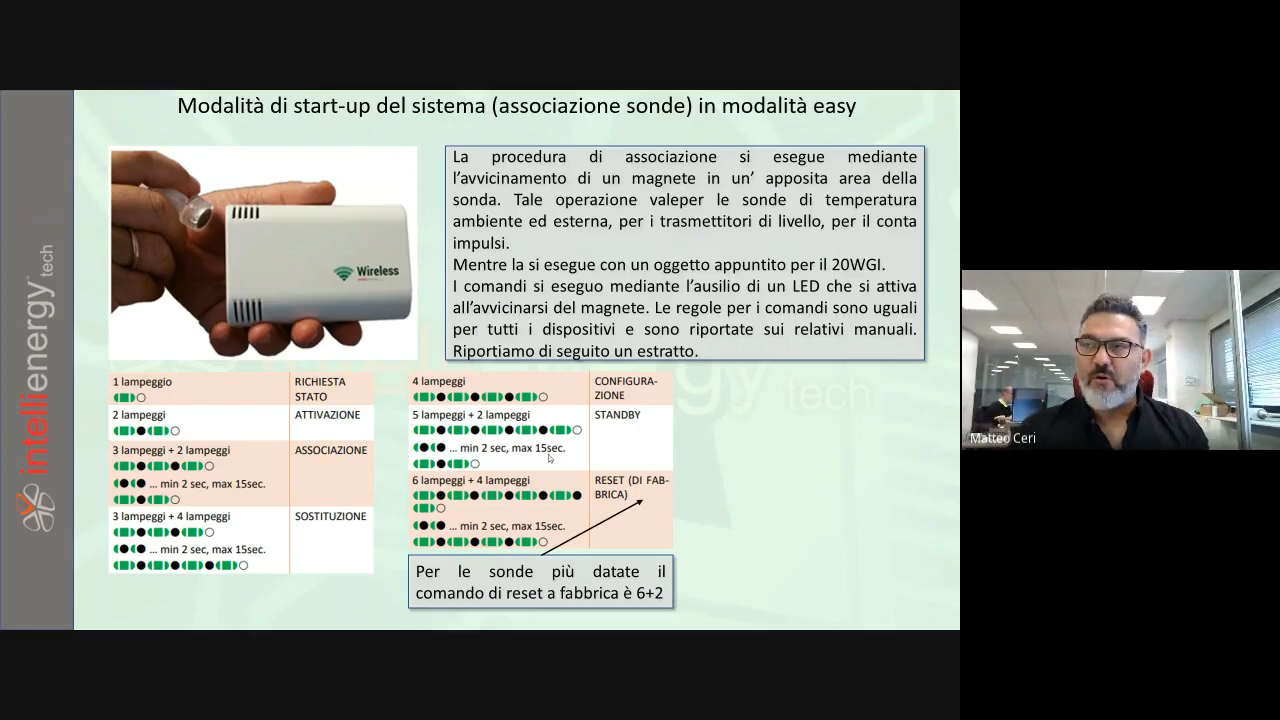 Modalità di start-up del sistema (associazione sonde) in modalità easy
La procedura di associazione si esegue mediante
l’avvicinamento di un magnete in un’ apposita area della
sonda. Tale operazione valeper le sonde di temperatura
ambiente ed esterna, per i trasmettitori di livello, per il conta
impulsi.
Mentre la si esegue con un oggetto appuntito per il 20WGI.
I comandi si eseguo mediante l’ausilio di un LED che si attiva
all’avvicinarsi del magnete. Le regole per i comandi sono uguali
per tutti i dispositivi e sono riportate sui relativi manuali.
Riportiamo di seguito un estratto.
Wireless
1 lampeggio
RICHIESTA
STATO
2 lampeggi
ATTIVAZIONE
3 lampeggi + 2 lampeggi
ASSOCIAZIONE
... min 2 sec, max 15sec.
3 lampeggi + 4 lampeggi
SOSTITUZIONE
... min 2 sec, max 15sec.
4 lampeggi
CONFIGURA-
ZIONE
5 lampeggi + 2 lampeggi
STANDBY
... min 2 sec, max 15sec.
6 lampeggi + 4 lampeggi
RESET (DI FAB-
BRICA)
... min 2 sec, max 15sec.
Per le sonde più datate il
comando di reset a fabbrica è 6+2
intellienergy tech
tech
Matteo Ceri